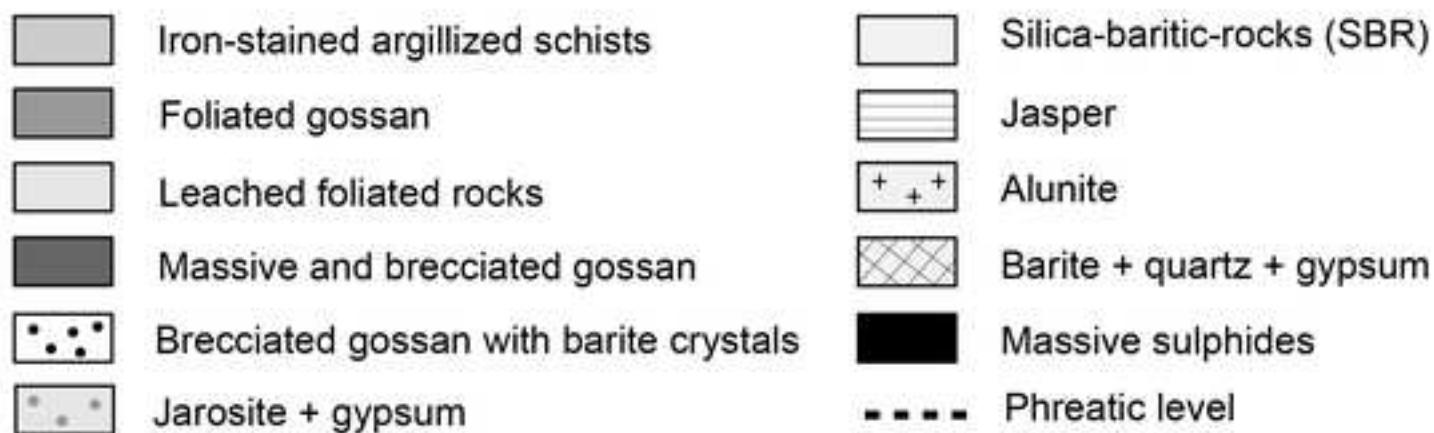 Iron-stained argillized schists
Foliated gossan
Leached foliated rocks
Massive and brecciated gossan
Brecciated gossan with barite crystals
Jarosite + gypsum
Silica-baritic-rocks (SBR)
Jasper
Alunite
Barite + quartz + gypsum
Massive sulphides
Phreatic level